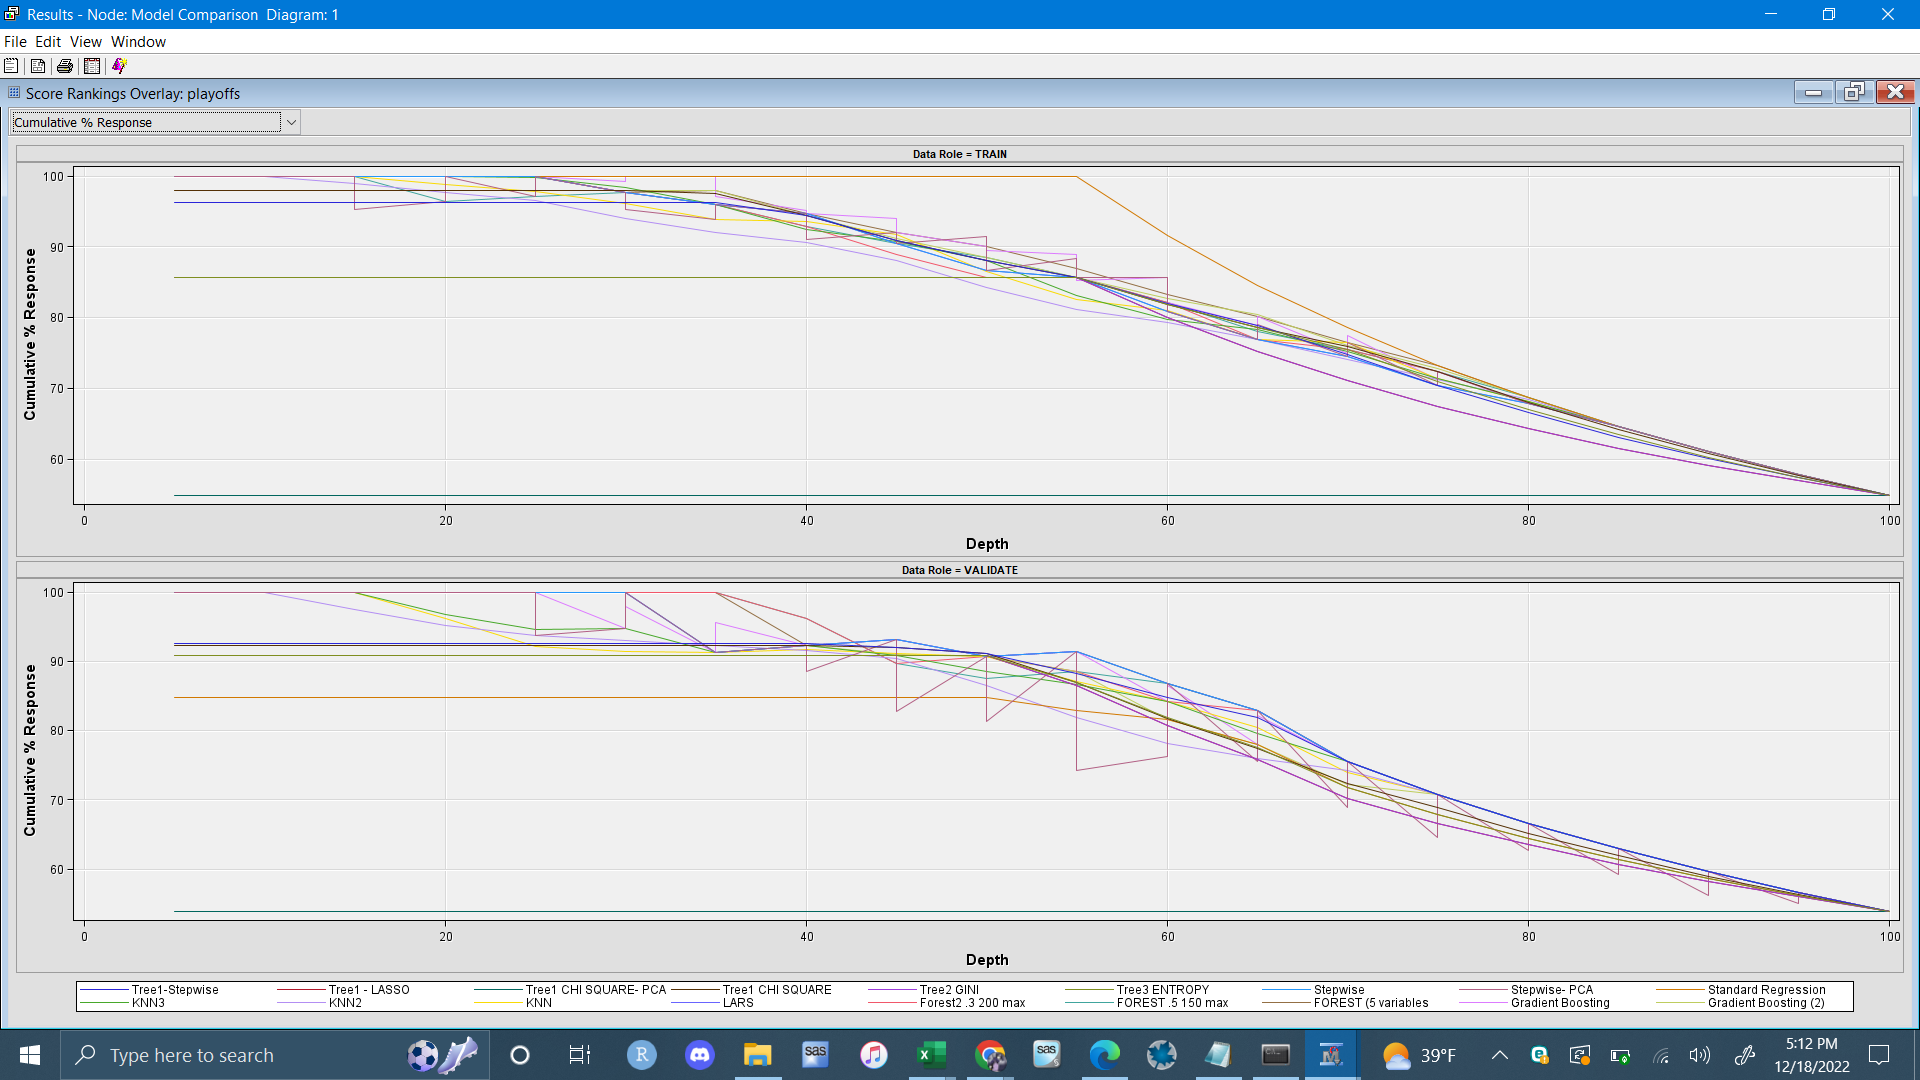 Results - Node: Model Comparison Diagram: 1
File Edit View Window
Score Rankings Overlay: playoffs
Cumulative % Response
Data Role = TRAIN
Cumulative % Response
100
90
80
70
60
0 20 40 60 80 100
Depth
Data Role = VALIDATE
Cumulative % Response
100
90
80
70
60
0 20 40 60 80 100
Depth
Tree1-Stepwise Tree1 - LASSO Tree1 CHI SQUARE- PCA Tree1 CHI SQUARE Tree2 GINI Tree3 ENTROPY Stepwise Stepwise- PCA Standard Regression
KNN3 KNN2 KNN LARS Forest2 .3 200 max FOREST .5 150 max FOREST (5 variables Gradient Boosting Gradient Boosting (2)
Type here to search
R
sas
sas
39°F
5:12 PM
12/18/2022